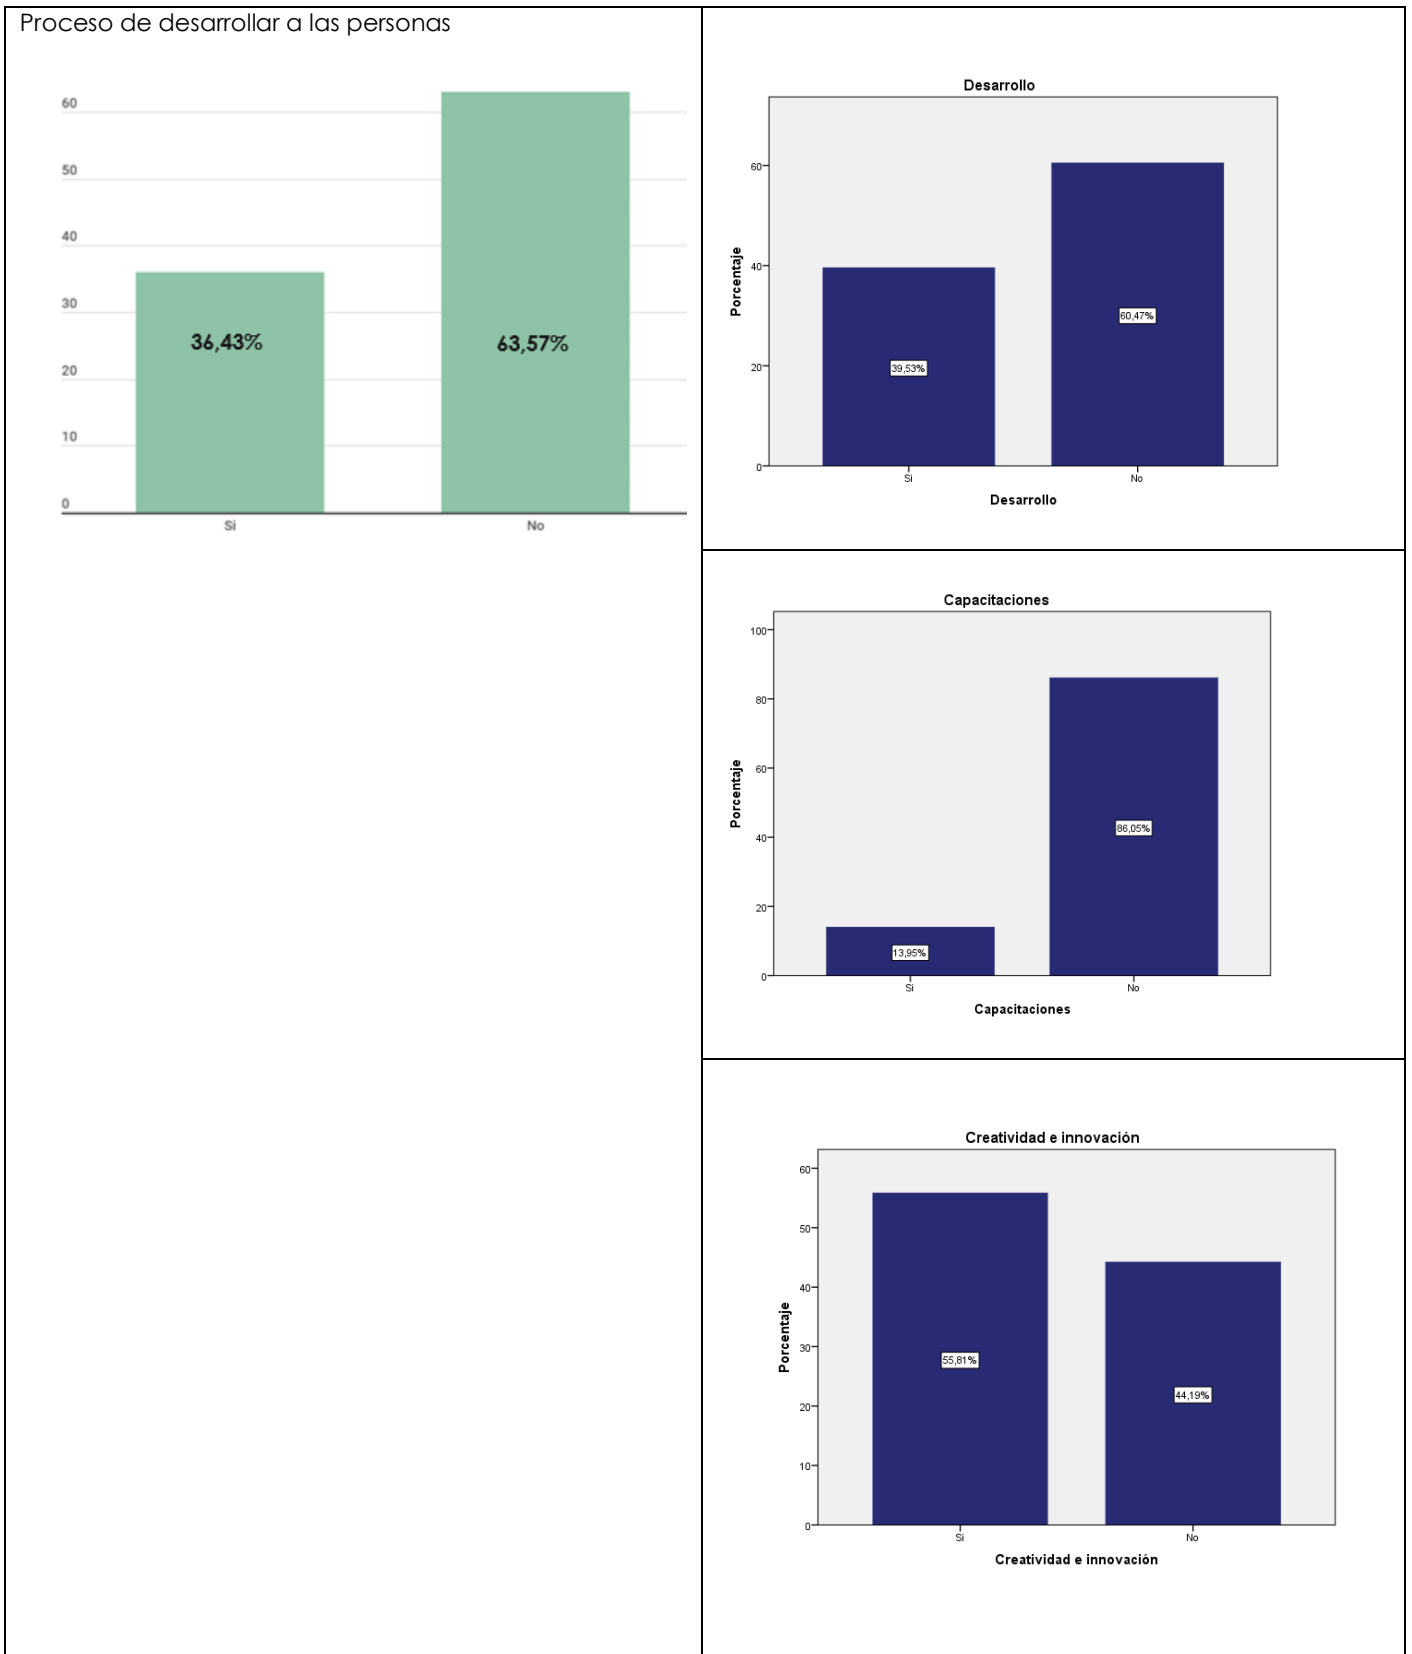 Proceso de desarrollar a las personas
60
50
40
30
20
10
0
36,43%
63,57%
Si
No
Desarrollo
Porcentaje
60
40
20
0
39,53%
60,47%
Si
No
Desarrollo
Capacitaciones
Porcentaje
100
80
60
40
20
0
13,95%
86,05%
Si
No
Capacitaciones
Creatividad e innovación
Porcentaje
60
50
40
30
20
10
0
55,81%
44,19%
Si
No
Creatividad e innovación